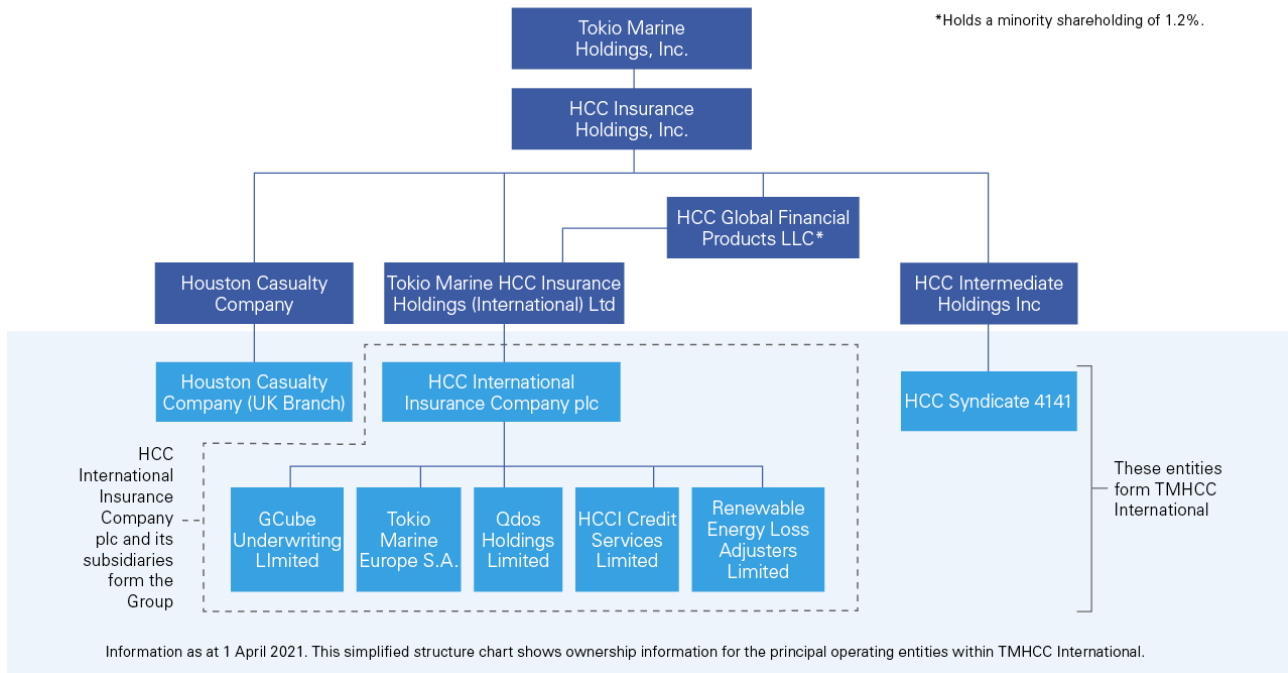 *Holds a minority shareholding of 1.2%.
Tokio Marine
Holdings, Inc.
HCC Insurance
Holdings, Inc.
HCC Global Financial
Products LLC*
Houston Casualty
Company
Tokio Marine HCC Insurance
Holdings (International) Ltd
HCC Intermediate
Holdings Inc
Houston Casualty
Company (UK Branch)
HCC International
Insurance Company plc
HCC Syndicate 4141
HCC
International
Insurance
Company
plc and its
subsidiaries
form the
Group
GCube
Underwriting
LImited
Tokio
Marine
Europe S.A.
Qdos
Holdings
Limited
HCCI Credit
Services
Limited
Renewable
Energy Loss
Adjusters
Limited
These entities
form TMHCC
International
Information as at 1 April 2021. This simplified structure chart shows ownership information for the principal operating entities within TMHCC International.